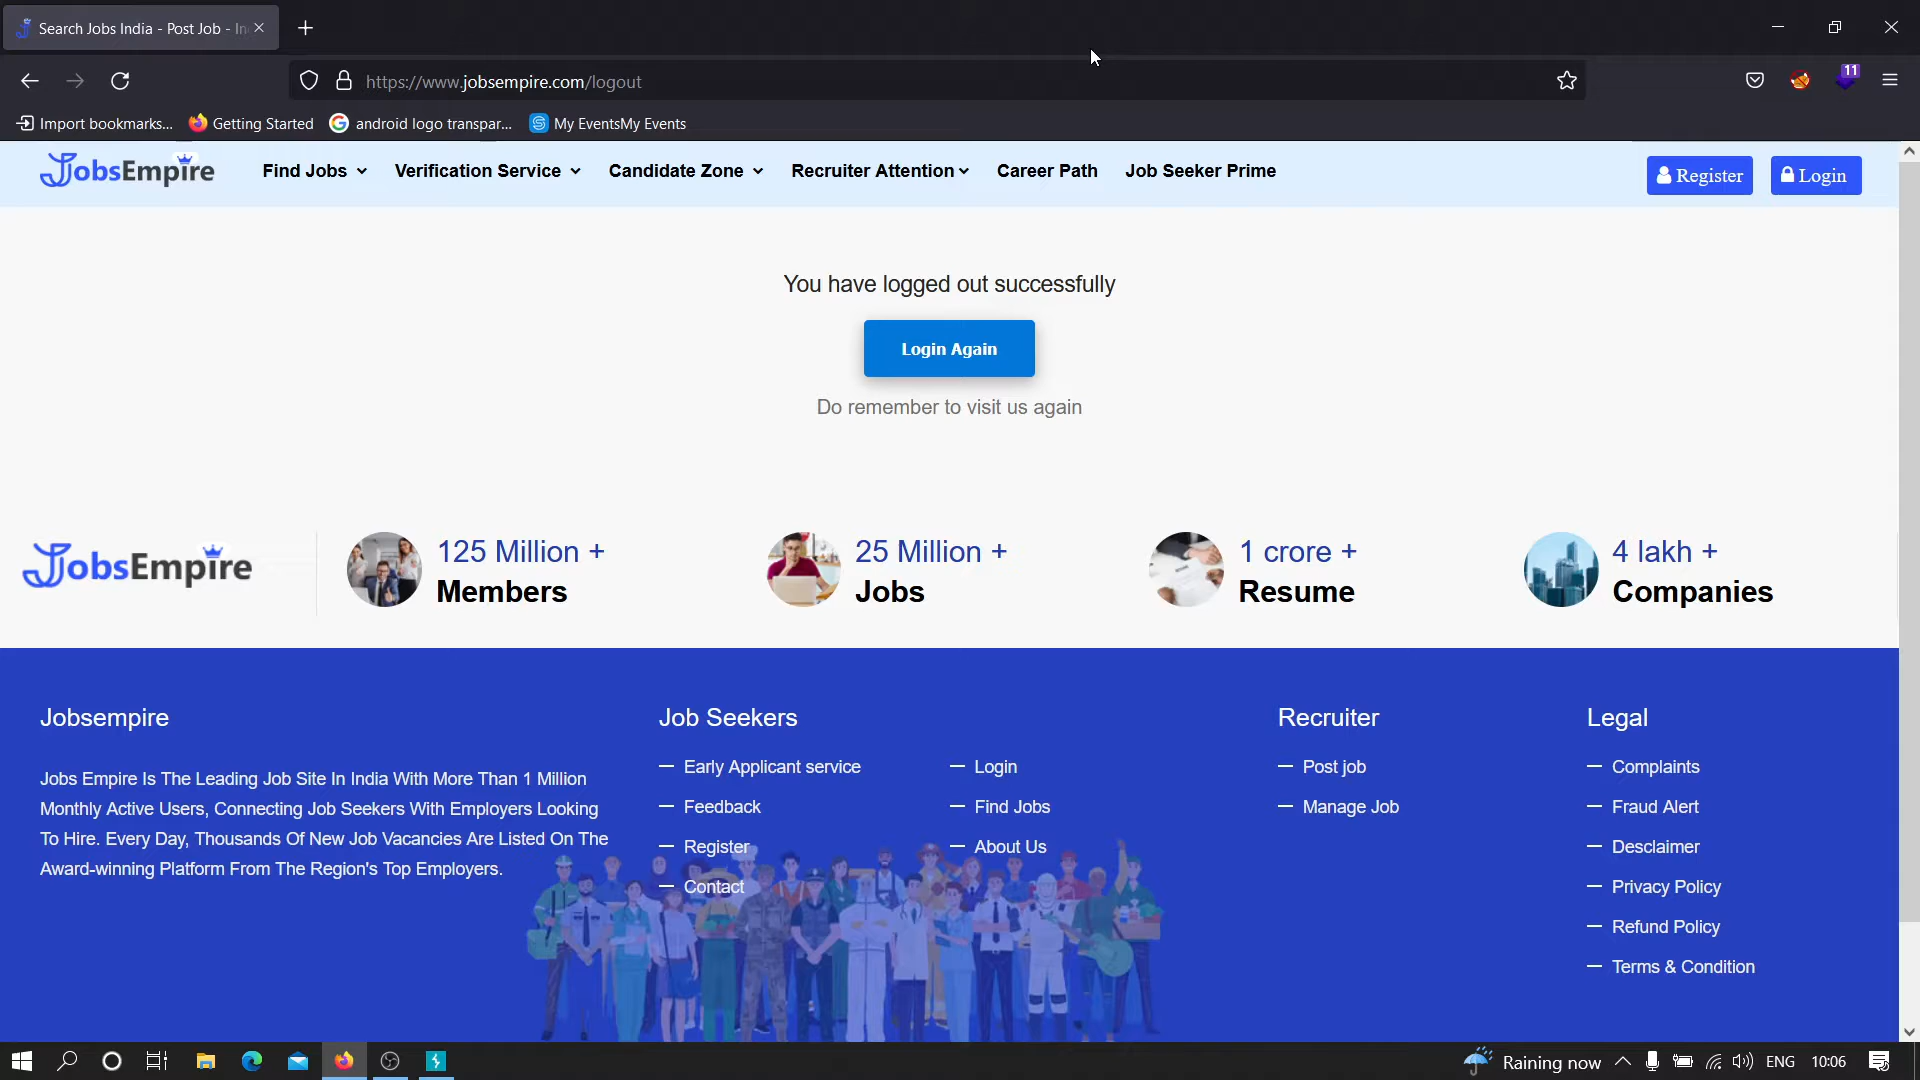 Search Jobs India - Post Job - In
https://www.jobsempire.com/logout
11
Import bookmarks...
Getting Started
android logo transpar...
My EventsMy Events
JobsEmpire
Find Jobs
Verification Service
Candidate Zone
Recruiter Attention
Career Path
Job Seeker Prime
Register
Login
You have logged out successfully
Login Again
Do remember to visit us again
JobsEmpire
125 Million +
Members
25 Million +
Jobs
1 crore +
Resume
4 lakh +
Companies
Jobsempire
Jobs Empire Is The Leading Job Site In India With More Than 1 Million
Monthly Active Users, Connecting Job Seekers With Employers Looking
To Hire. Every Day, Thousands Of New Job Vacancies Are Listed On The
Award-winning Platform From The Region's Top Employers.
Job Seekers
Early Applicant service
Feedback
Register
Contact
Login
Find Jobs
About Us
Recruiter
Post job
Manage Job
Legal
Complaints
Fraud Alert
Desclaimer
Privacy Policy
Refund Policy
Terms & Condition
Raining now
ENG
10:06